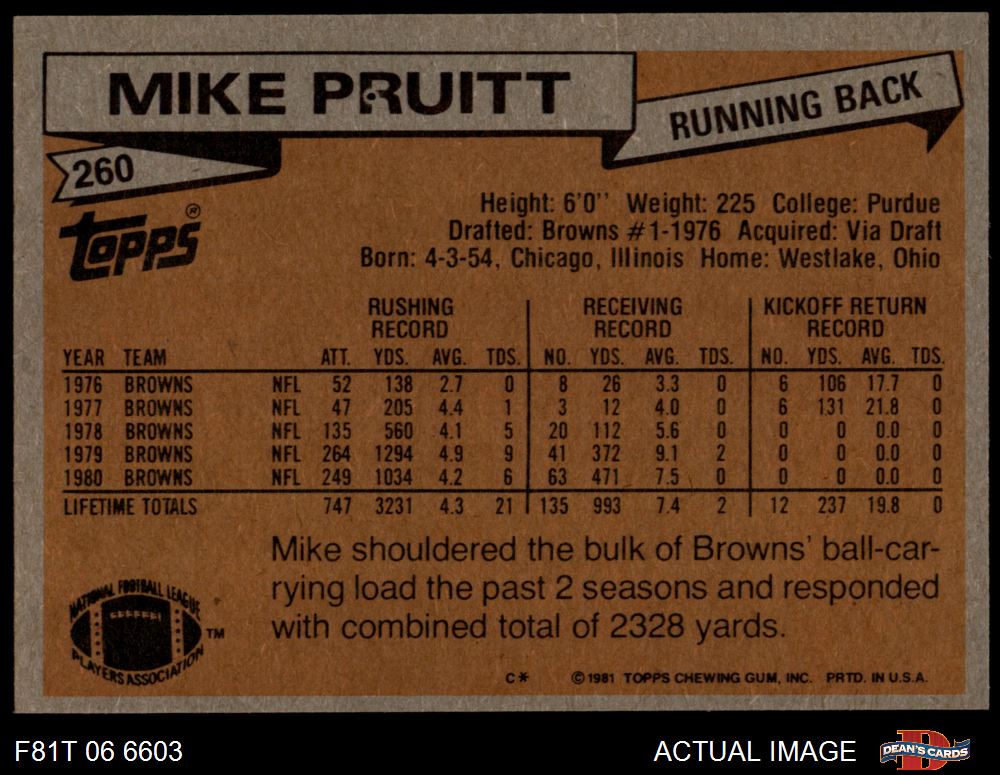 MIKE PRUITT
RUNNING BACK
260
Topps®
Height: 6'0'' Weight: 225 College: Purdue
Drafted: Browns #1-1976 Acquired: Via Draft
Born: 4-3-54, Chicago, Illinois Home: Westlake, Ohio
RUSHING RECORD RECEIVING RECORD KICKOFF RETURN RECORD
YEAR TEAM ATT. YDS. AVG. TDS. NO. YDS. AVG. TDS. NO. YDS. AVG. TDS.
1976 BROWNS NFL 52 138 2.7 0 8 26 3.3 0 6 106 17.7 0
1977 BROWNS NFL 47 205 4.4 1 3 12 4.0 0 6 131 21.8 0
1978 BROWNS NFL 135 560 4.1 5 20 112 5.6 0 0 0 0.0 0
1979 BROWNS NFL 264 1294 4.9 9 41 372 9.1 2 0 0 0.0 0
1980 BROWNS NFL 249 1034 4.2 6 63 471 7.5 0 0 0 0.0 0
LIFETIME TOTALS 747 3231 4.3 21 135 993 7.4 2 12 237 19.8 0
Mike shouldered the bulk of Browns' ball-car-
rying load the past 2 seasons and responded
with combined total of 2328 yards.
NATIONAL FOOTBALL LEAGUE
PLAYERS ASSOCIATION
TM
C* ©1981 TOPPS CHEWING GUM, INC. PRTD. IN U.S.A.
F81T 06 6603
ACTUAL IMAGE
D
DEAN'S CARDS